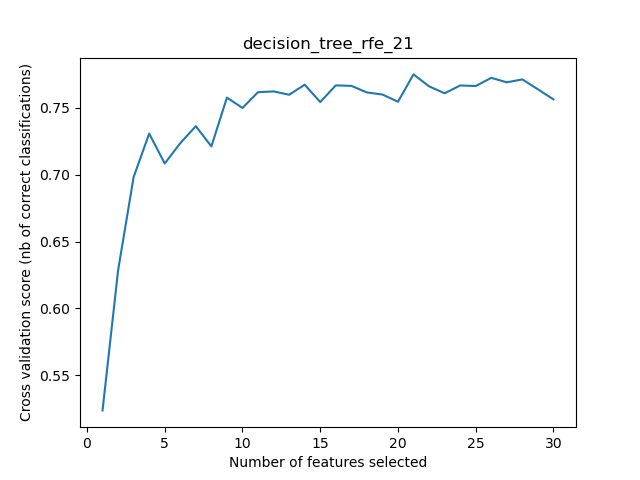 decision_tree_rfe_21
Cross validation score (nb of correct classifications)
0.75
0.70
0.65
0.60
0.55
0 5 10 15 20 25 30
Number of features selected